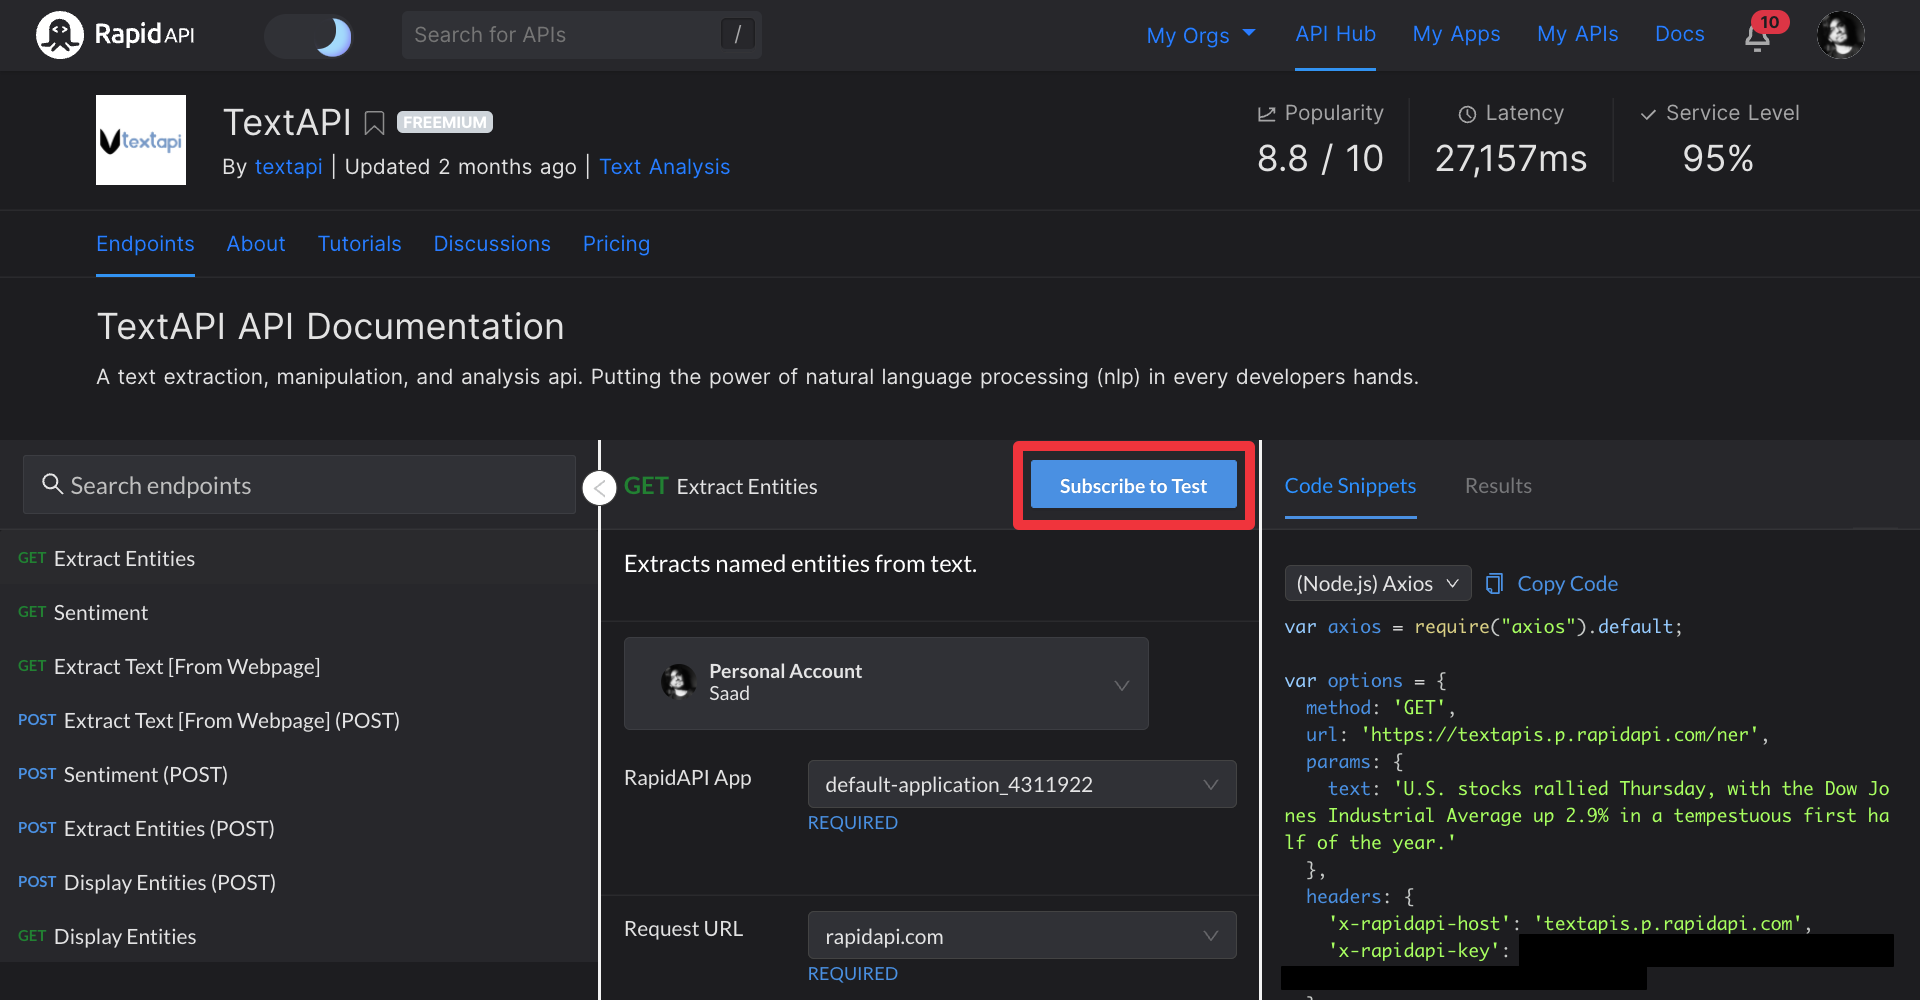 RapidAPI
Search for APIs /
My Orgs API Hub My Apps My APIs Docs 10
textapi
TextAPI FREEMIUM
By textapi | Updated 2 months ago | Text Analysis
Popularity
8.8 / 10
Latency
27,157ms
Service Level
95%
Endpoints About Tutorials Discussions Pricing
TextAPI API Documentation
A text extraction, manipulation, and analysis api. Putting the power of natural language processing (nlp) in every developers hands.
Search endpoints
GET Extract Entities
GET Sentiment
GET Extract Text [From Webpage]
POST Extract Text [From Webpage] (POST)
POST Sentiment (POST)
POST Extract Entities (POST)
POST Display Entities (POST)
GET Display Entities
GET Extract Entities
Subscribe to Test
Extracts named entities from text.
Personal Account
Saad
RapidAPI App
default-application_4311922
REQUIRED
Request URL
rapidapi.com
REQUIRED
Code Snippets Results
(Node.js) Axios Copy Code
var axios = require("axios").default;
var options = {
method: 'GET',
url: 'https://textapis.p.rapidapi.com/ner',
params: {
text: 'U.S. stocks rallied Thursday, with the Dow Jo
nes Industrial Average up 2.9% in a tempestuous first ha
lf of the year.'
},
headers: {
'x-rapidapi-host': 'textapis.p.rapidapi.com',
'x-rapidapi-key':